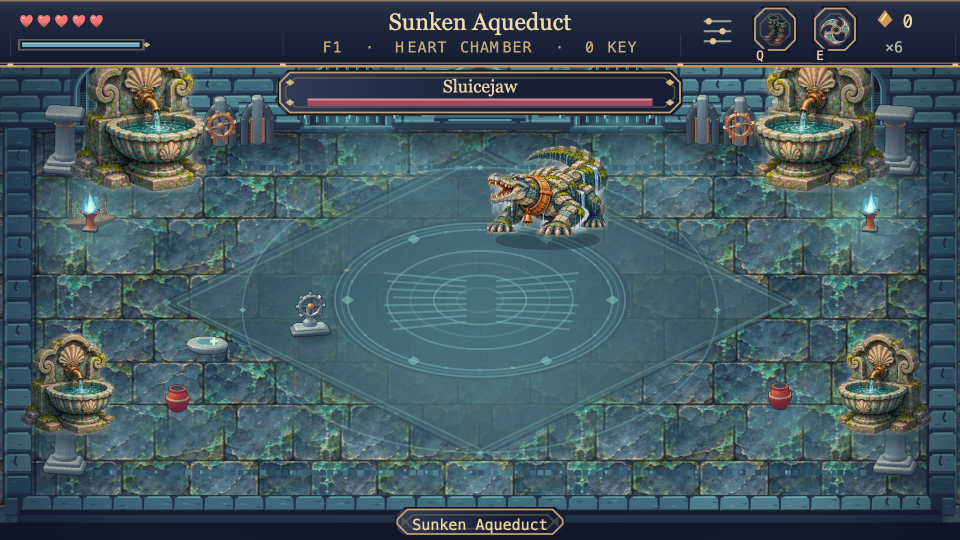 Sunken Aqueduct
F1 · HEART CHAMBER · 0 KEY
Q
E
0
×6
Sluicejaw
Sunken Aqueduct